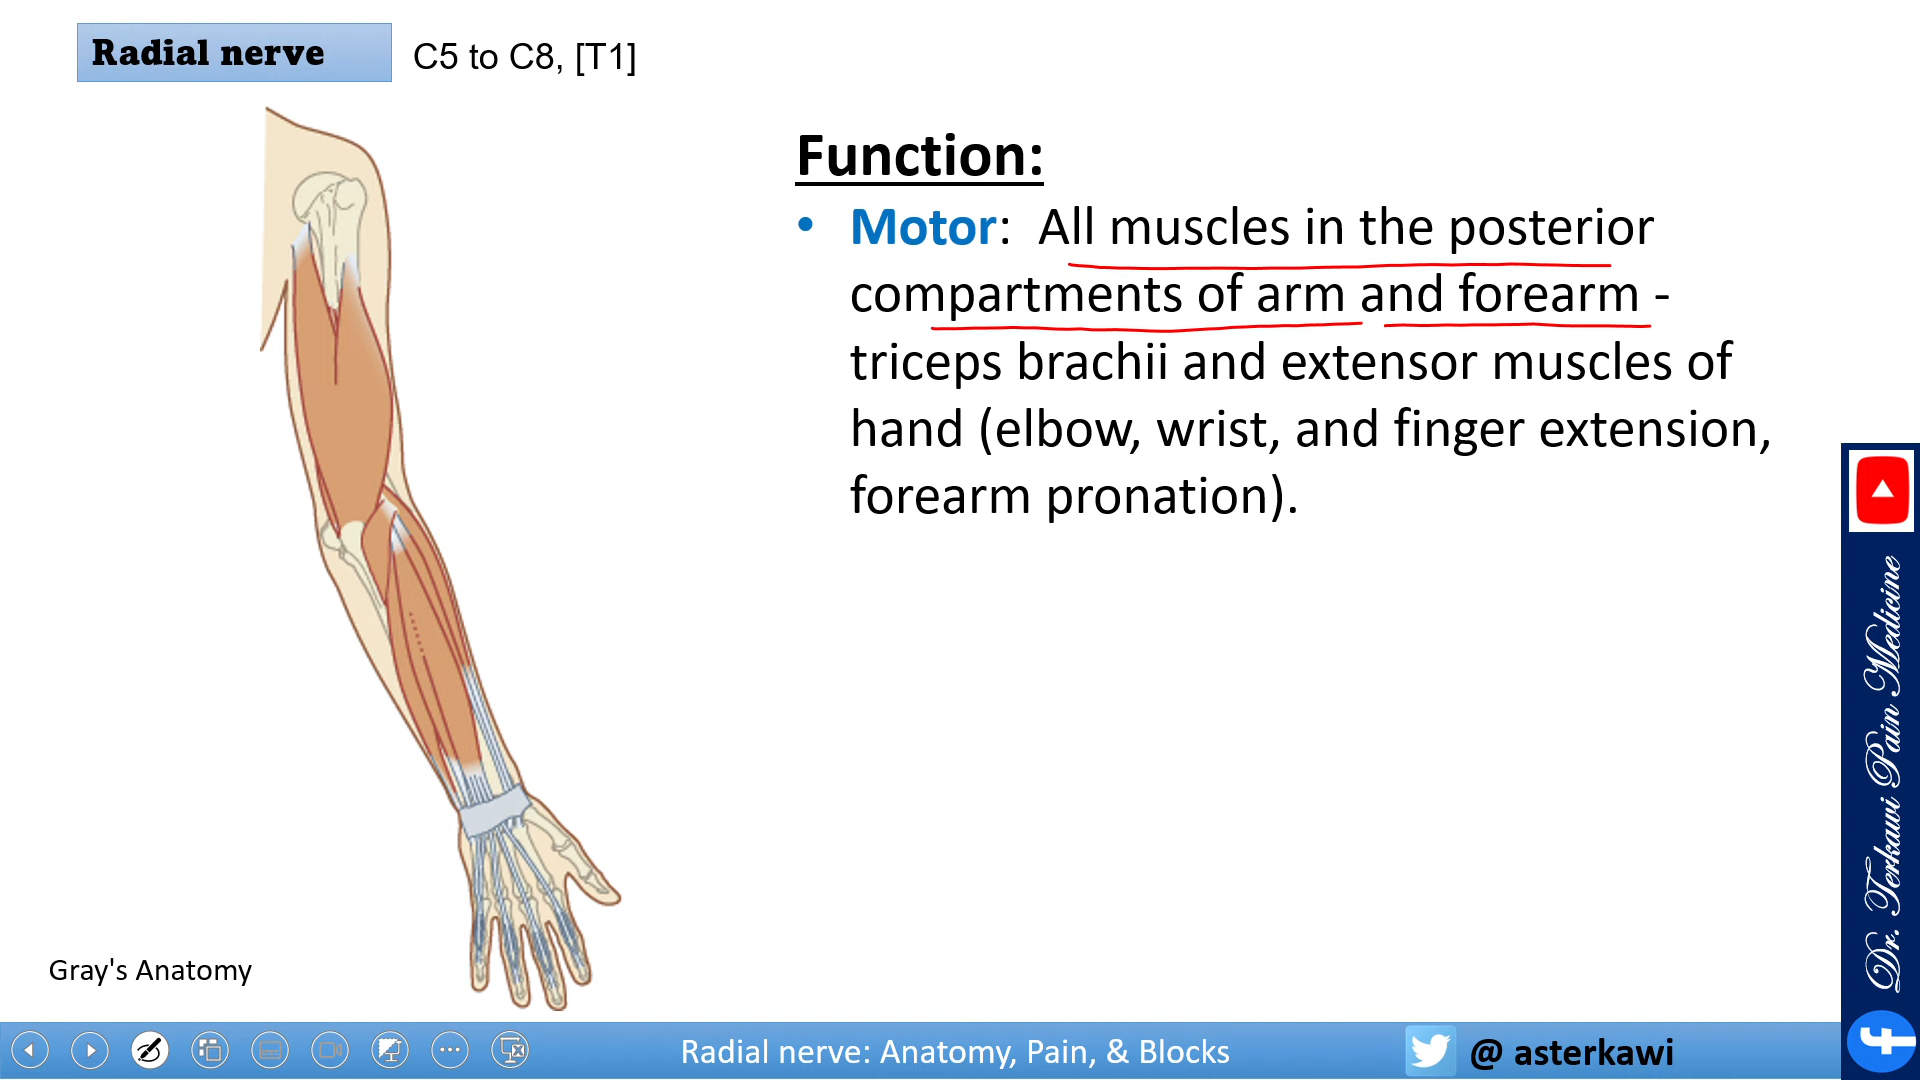 Radial nerve
C5 to C8, [T1]
Function:
• Motor: All muscles in the posterior
compartments of arm and forearm -
triceps brachii and extensor muscles of
hand (elbow, wrist, and finger extension,
forearm pronation).
Gray's Anatomy
Dr. Terkawi Pain Medicine
Radial nerve: Anatomy, Pain, & Blocks
@ asterkawi